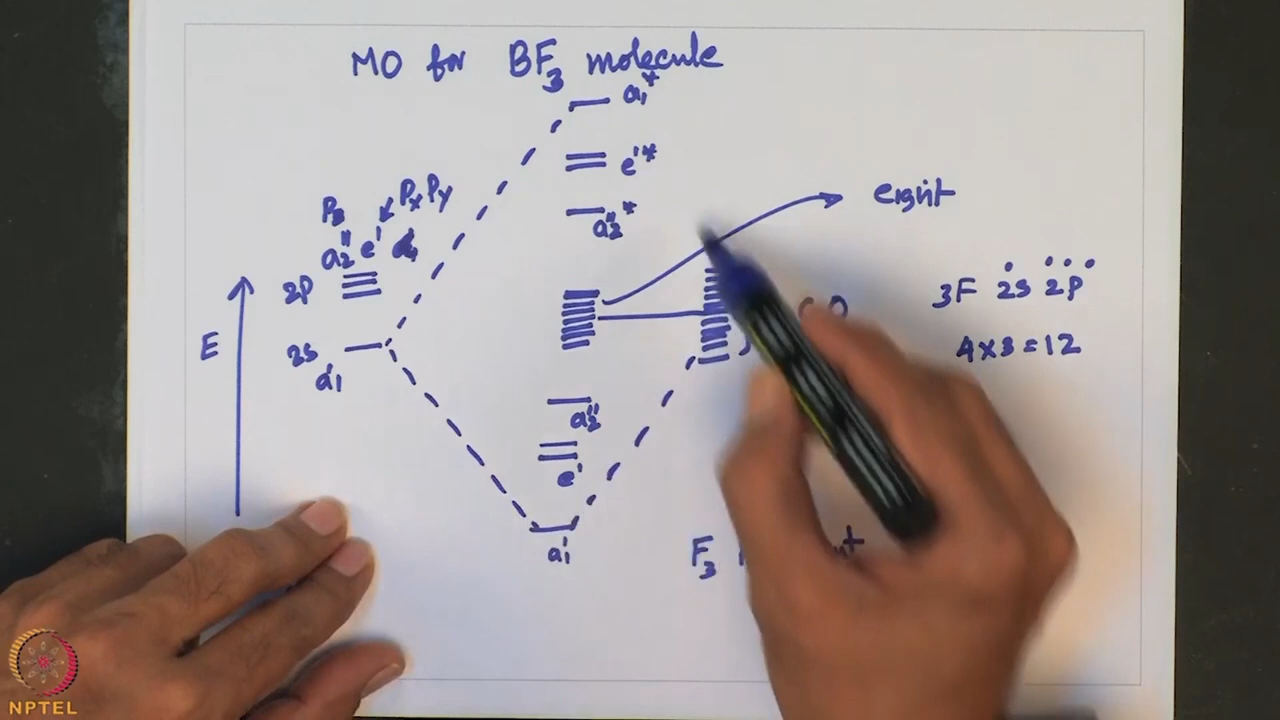 MO for BF₃ molecule
a₁'*
e'*
a₂''*
eight
Pz
Px Py
a₂'' e'
2P
3F 2s 2p
4×3=12
E
2s
a₁'
a₂''
e'
a₁'
F₃
NPTEL